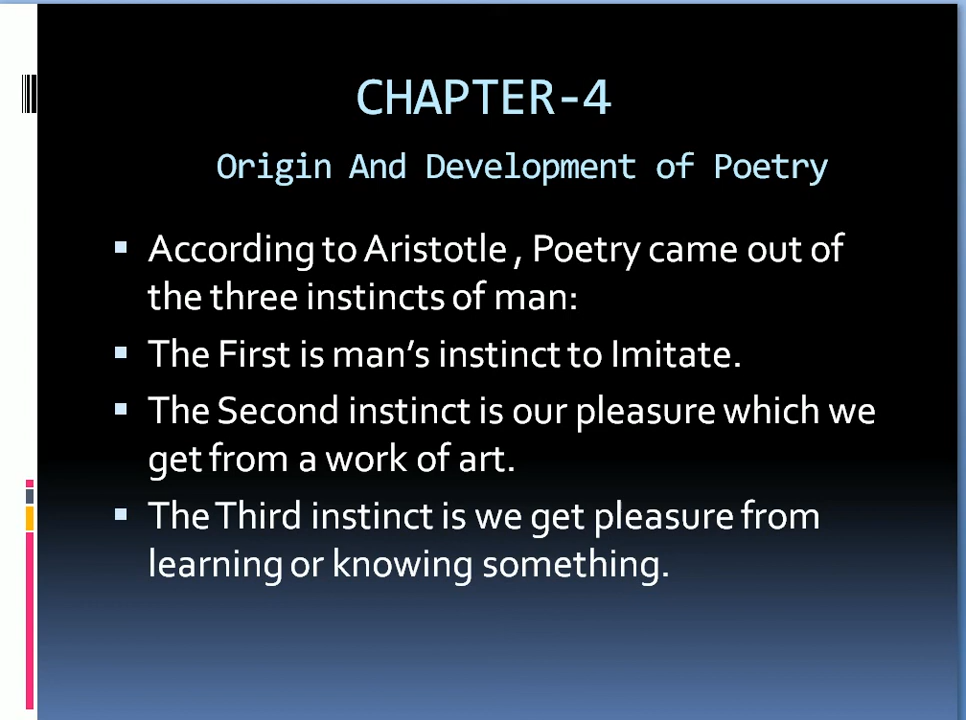 CHAPTER-4
Origin And Development of Poetry
According to Aristotle , Poetry came out of
the three instincts of man:
The First is man’s instinct to Imitate.
The Second instinct is our pleasure which we
get from a work of art.
The Third instinct is we get pleasure from
learning or knowing something.